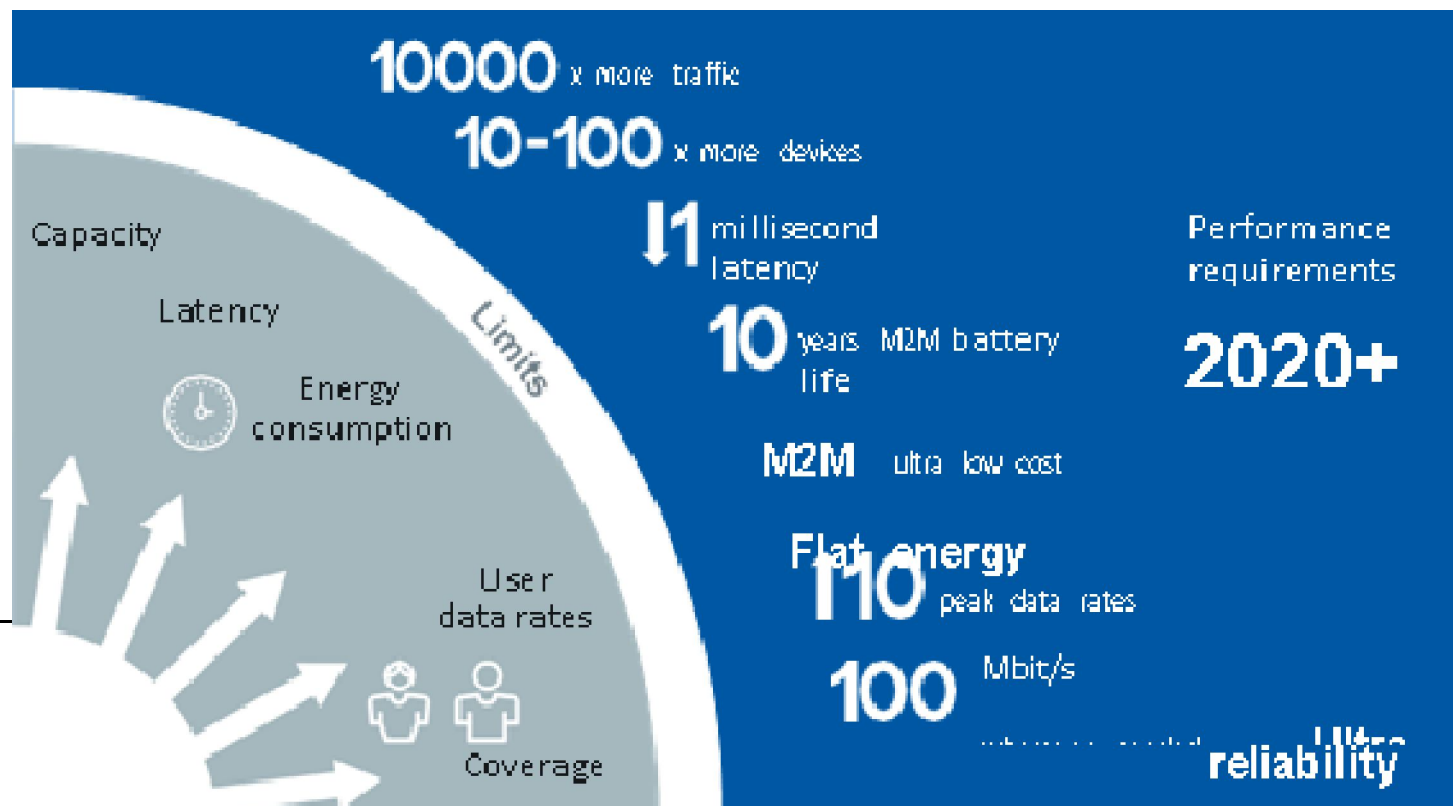 10000 x more traffic
10-100 x more devices
1 millisecond
latency
10 years M2M battery
life
M2M ultra low cost
Flat energy
10 peak data rates
100 Mbit/s
Ultra
reliability
Performance
requirements
2020+
Limits
Capacity
Latency
Energy
consumption
User
data rates
Coverage